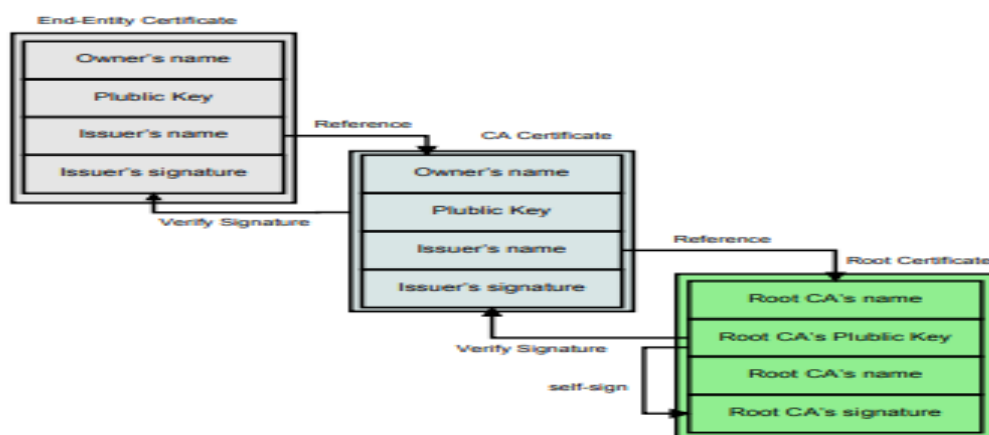 End-Entity Certificate
Owner's name
Plublic Key
Issuer's name
Issuer's signature
Reference
Verify Signature
CA Certificate
Owner's name
Plublic Key
Issuer's name
Issuer's signature
Reference
Verify Signature
Root Certificate
Root CA's name
Root CA's Plublic Key
Root CA's name
Root CA's signature
self-sign